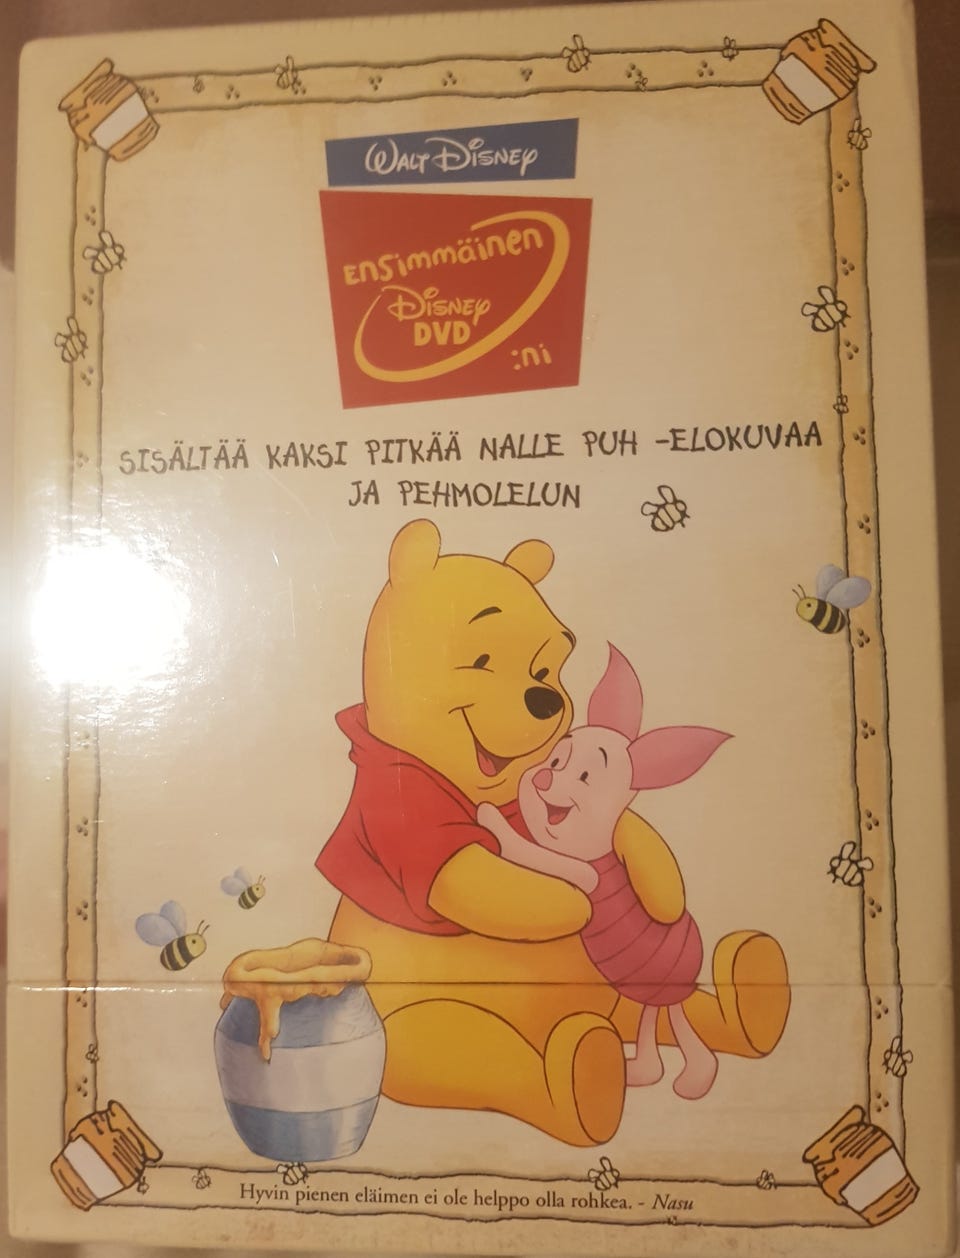 WALT DISNEY
ENSIMMÄINEN
DISNEY
DVD
:ni
SISÄLTÄÄ KAKSI PITKÄÄ NALLE PUH -ELOKUVAA
JA PEHMOLELUN
Hyvin pienen eläimen ei ole helppo olla rohkea. - Nasu